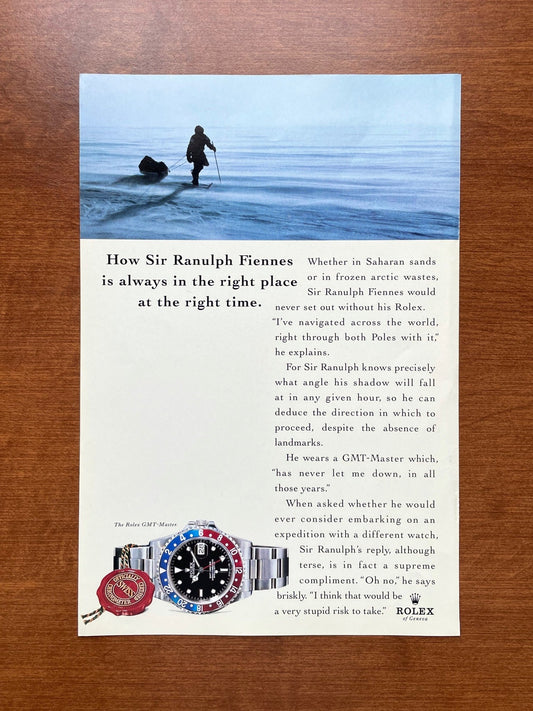 How Sir Ranulph Fiennes
is always in the right place
at the right time.
Whether in Saharan sands
or in frozen arctic wastes,
Sir Ranulph Fiennes would
never set out without his Rolex.
"I've navigated across the world,
right through both Poles with it,"
he explains.
For Sir Ranulph knows precisely
what angle his shadow will fall
at in any given hour, so he can
deduce the direction in which to
proceed, despite the absence of
landmarks.
He wears a GMT-Master which,
"has never let me down, in all
those years."
When asked whether he would
ever consider embarking on an
expedition with a different watch,
Sir Ranulph's reply, although
terse, is in fact a supreme
compliment. "Oh no," he says
briskly. "I think that would be
a very stupid risk to take."
The Rolex GMT-Master
OFFICIALLY CERTIFIED
SWISS
CHRONOMETER
ROLEX
of Geneva